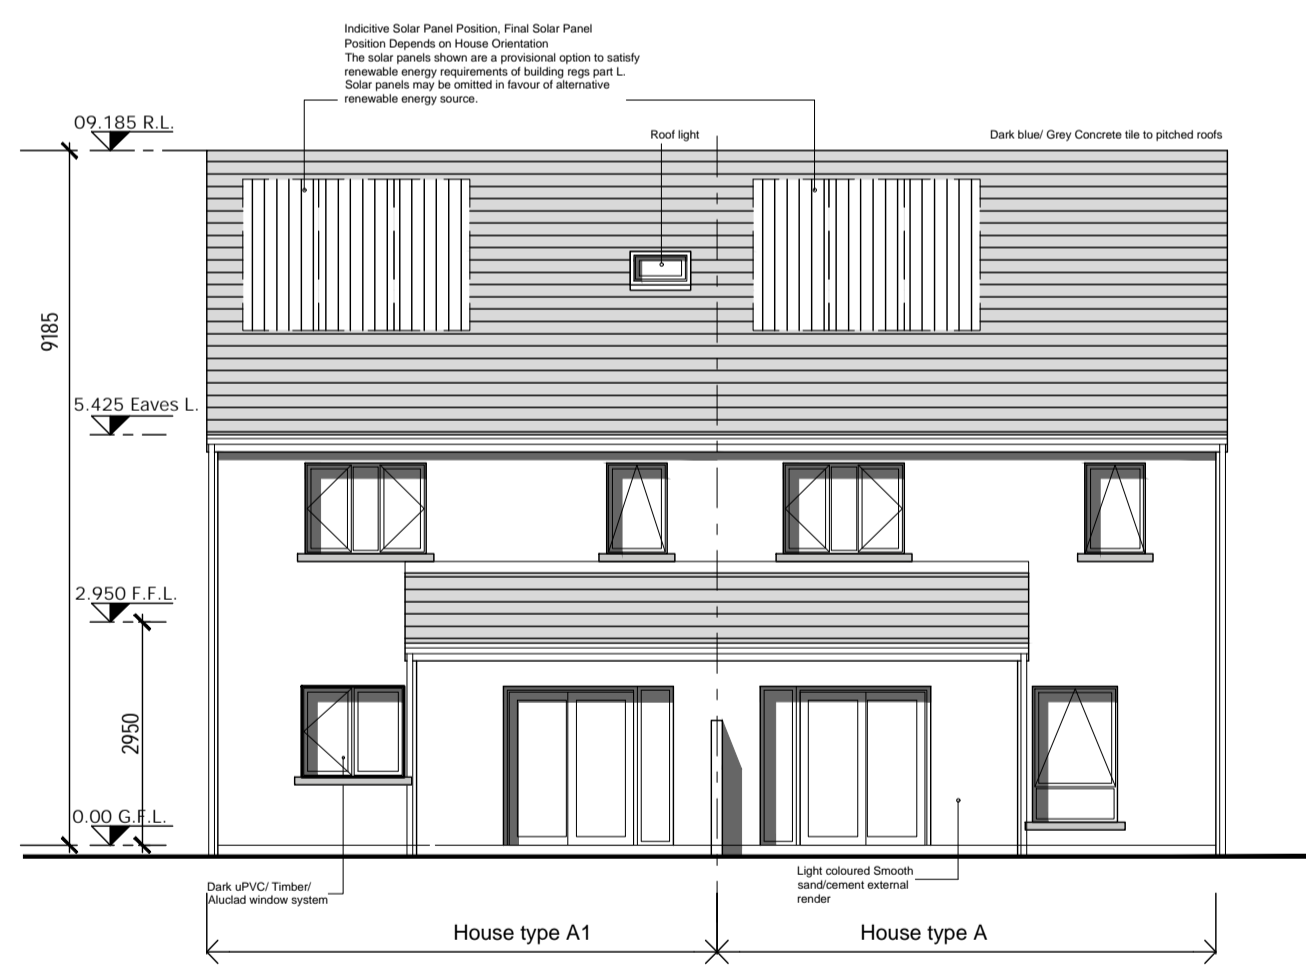 Indicitive Solar Panel Position, Final Solar Panel
Position Depends on House Orientation
The solar panels shown are a provisional option to satisfy
renewable energy requirements of building regs part L.
Solar panels may be omitted in favour of alternative
renewable energy source.
09.185 R.L.
Roof light
Dark blue/ Grey Concrete tile to pitched roofs
9185
5.425 Eaves L.
2.950 F.F.L.
2950
0.00 G.F.L.
Dark uPVC/ Timber/
Aluclad window system
Light coloured Smooth
sand/cement external
render
House type A1
House type A